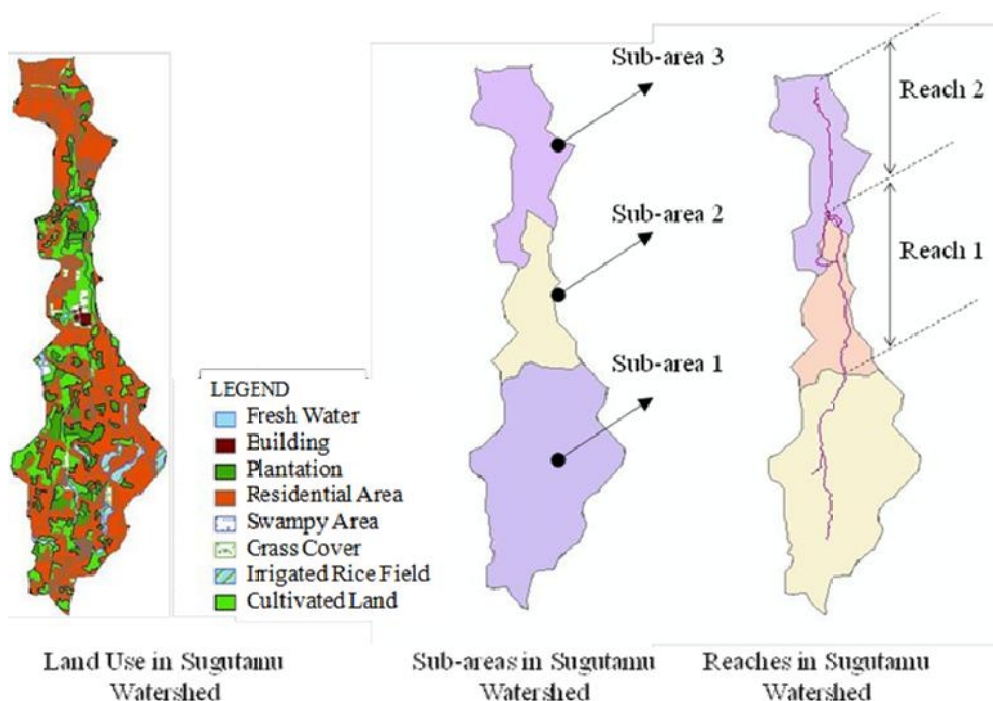 LEGEND
Fresh Water
Building
Plantation
Residential Area
Swampy Area
Grass Cover
Irrigated Rice Field
Cultivated Land
Land Use in Sugutamu
Watershed
Sub-area 3
Sub-area 2
Sub-area 1
Sub-areas in Sugutamu
Watershed
Reach 2
Reach 1
Reaches in Sugutamu
Watershed